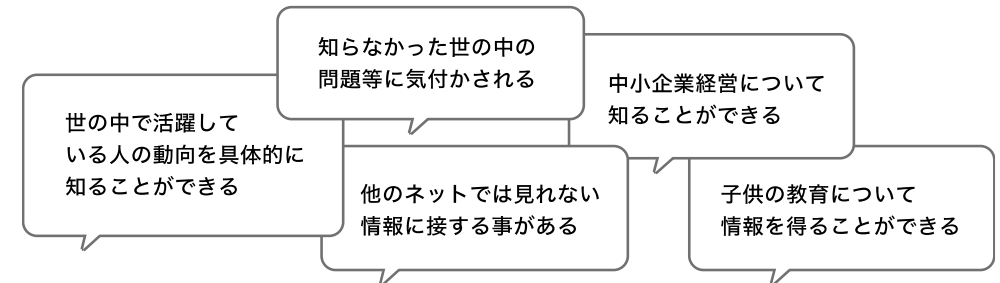 知らなかった世の中の
問題等に気付かされる
中小企業経営について
知ることができる
世の中で活躍して
いる人の動向を具体的に
知ることができる
他のネットでは見れない
情報に接する事がある
子供の教育について
情報を得ることができる